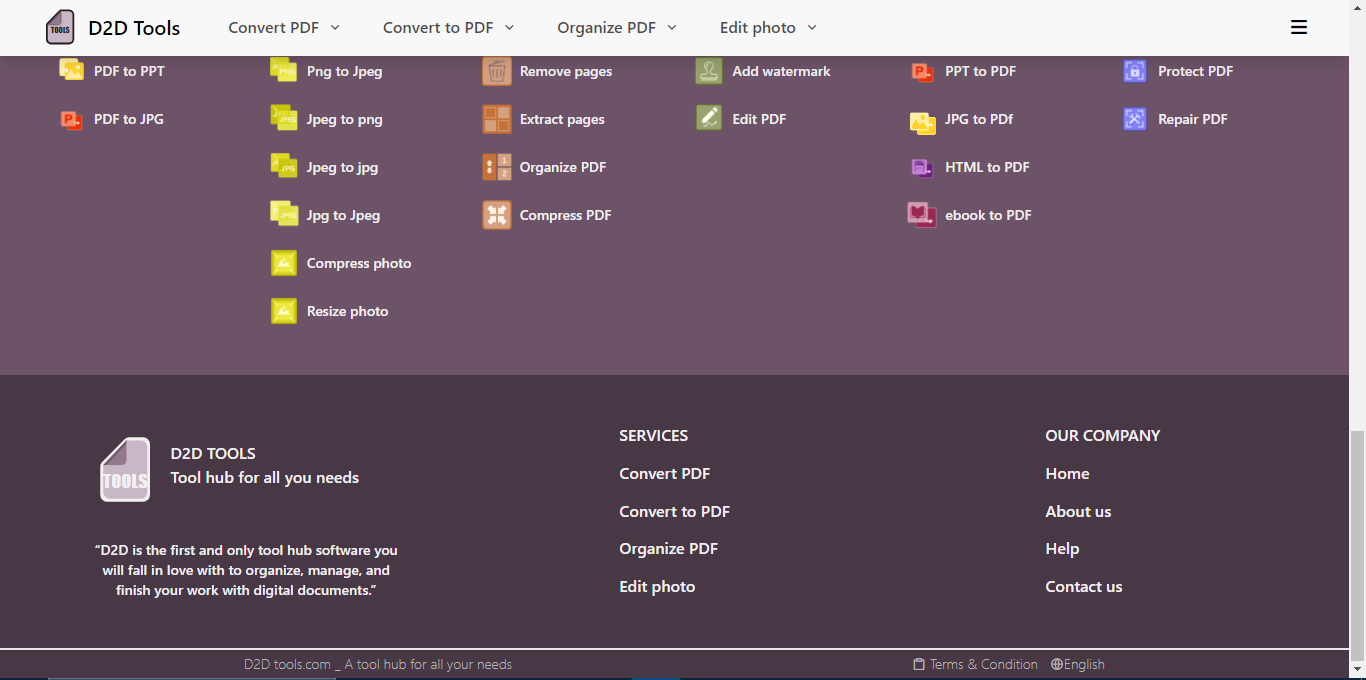 TOOLS D2D Tools Convert PDF Convert to PDF Organize PDF Edit photo
PDF to PPT
PDF to JPG
PNG Png to Jpeg
JPEG Jpeg to png
JPG Jpeg to jpg
JPEG Jpg to Jpeg
Compress photo
Resize photo
Remove pages
Extract pages
1
2 Organize PDF
Compress PDF
Add watermark
Edit PDF
P PPT to PDF
JPG to PDf
HTML to PDF
ebook to PDF
Protect PDF
Repair PDF
P
TOOLS
D2D TOOLS
Tool hub for all you needs
“D2D is the first and only tool hub software you
will fall in love with to organize, manage, and
finish your work with digital documents.”
SERVICES
Convert PDF
Convert to PDF
Organize PDF
Edit photo
OUR COMPANY
Home
About us
Help
Contact us
D2D tools.com _ A tool hub for all your needs
Terms & Condition English